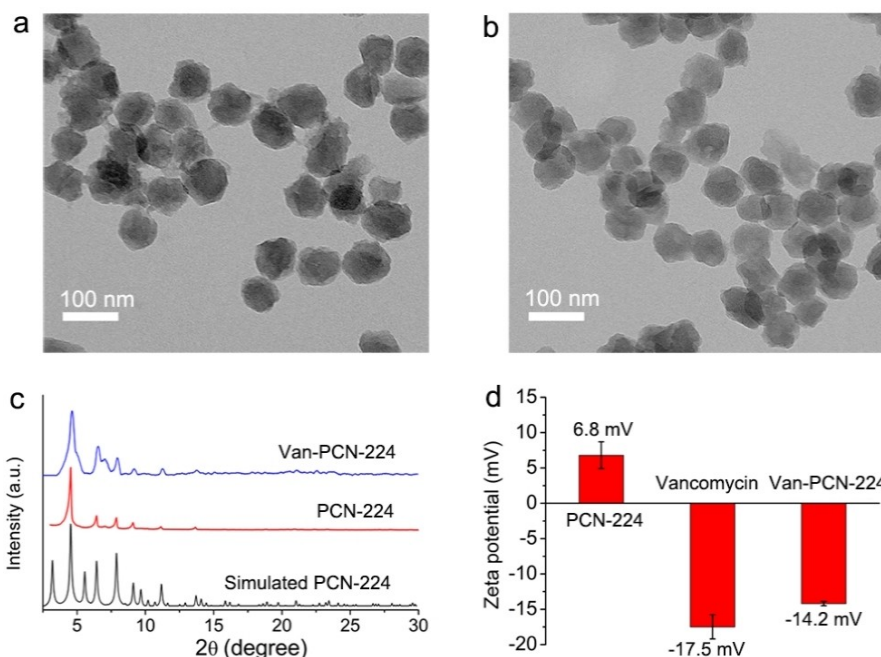 a
b
100 nm
100 nm
c
Intensity (a.u.)
Van-PCN-224
PCN-224
Simulated PCN-224
5
10
15
20
25
30
2θ (degree)
d
Zeta potential (mV)
15
10
5
0
-5
-10
-15
-20
6.8 mV
Vancomycin
Van-PCN-224
PCN-224
-17.5 mV
-14.2 mV